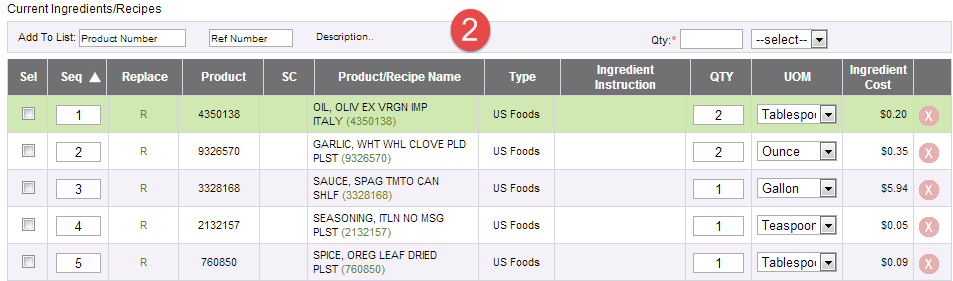 Current Ingredients/Recipes
Add To List: Product Number Ref Number Description.. 2 Qty:* --select--
Sel Seq Replace Product SC Product/Recipe Name Type Ingredient Instruction QTY UOM Ingredient Cost
1 R 4350138 OIL, OLIV EX VRGN IMP US Foods 2 Tablespoo $0.20 X
ITALY (4350138)
2 R 9326570 GARLIC, WHT WHL CLOVE PLD US Foods 2 Ounce $0.35 X
PLST (9326570)
3 R 3328168 SAUCE, SPAG TMTO CAN US Foods 1 Gallon $5.94 X
SHLF (3328168)
4 R 2132157 SEASONING, ITLN NO MSG US Foods 1 Teaspoon $0.05 X
PLST (2132157)
5 R 760850 SPICE, OREG LEAF DRIED US Foods 1 Tablespoo $0.09 X
PLST (760850)